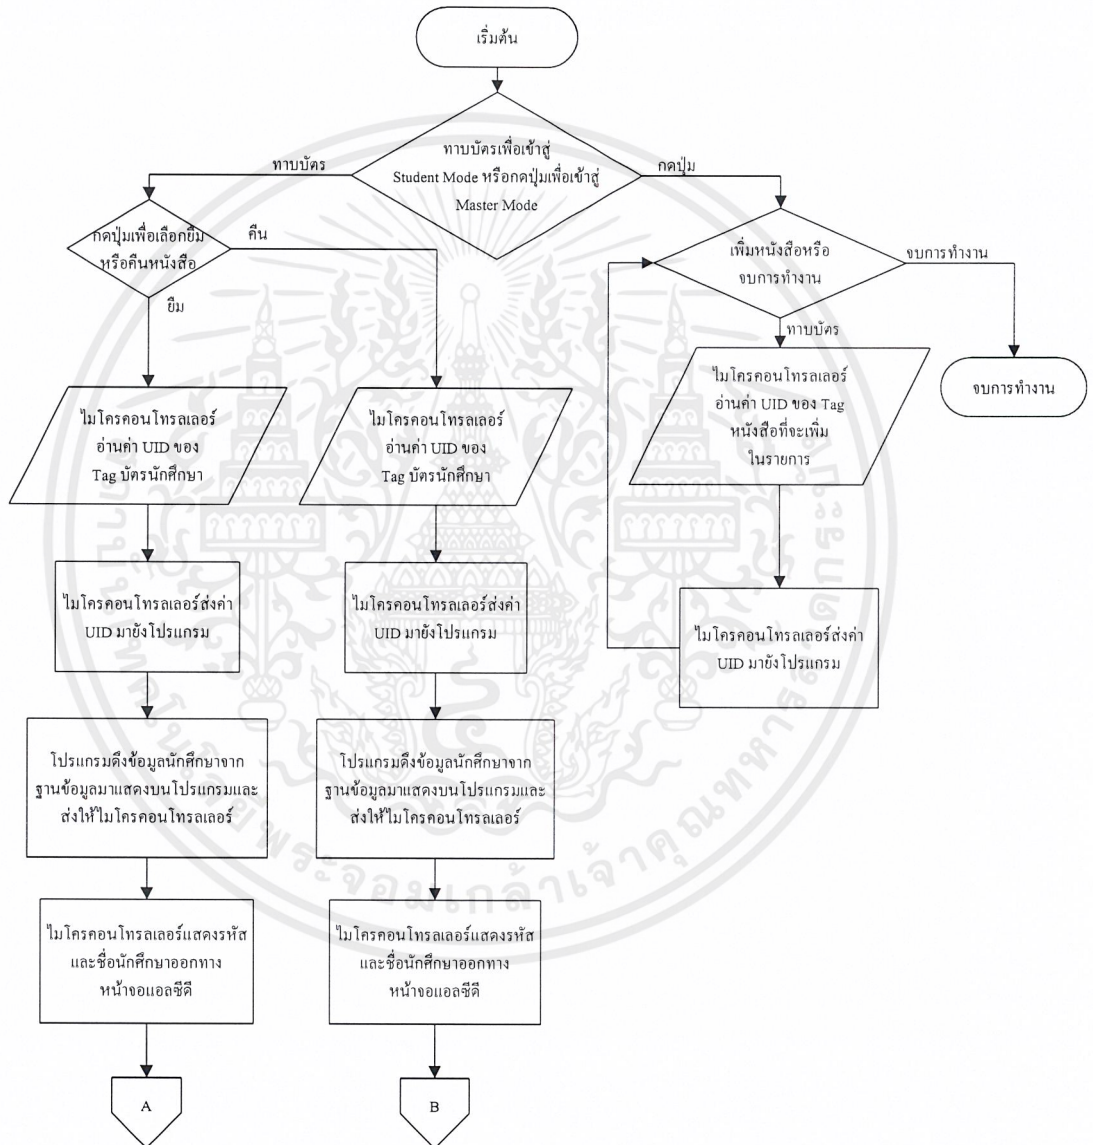 เริ่มต้น
ทาบบัตรเพื่อเข้าสู่
Student Mode หรือกดปุ่มเพื่อเข้าสู่
Master Mode
ทาบบัตร
กดปุ่ม
กดปุ่มเพื่อเลือกยืม
หรือคืนหนังสือ
คืน
ยืม
เพิ่มหนังสือหรือ
จบการทำงาน
จบการทำงาน
ทาบบัตร
จบการทำงาน
ไมโครคอนโทรลเลอร์
อ่านค่า UID ของ
Tag บัตรนักศึกษา
ไมโครคอนโทรลเลอร์
อ่านค่า UID ของ
Tag บัตรนักศึกษา
ไมโครคอนโทรลเลอร์
อ่านค่า UID ของ Tag
หนังสือที่จะเพิ่ม
ในรายการ
ไมโครคอนโทรลเลอร์ส่งค่า
UID มายังโปรแกรม
ไมโครคอนโทรลเลอร์ส่งค่า
UID มายังโปรแกรม
ไมโครคอนโทรลเลอร์ส่งค่า
UID มายังโปรแกรม
โปรแกรมดึงข้อมูลนักศึกษาจาก
ฐานข้อมูลมาแสดงบนโปรแกรมและ
ส่งให้ไมโครคอนโทรลเลอร์
โปรแกรมดึงข้อมูลนักศึกษาจาก
ฐานข้อมูลมาแสดงบนโปรแกรมและ
ส่งให้ไมโครคอนโทรลเลอร์
ไมโครคอนโทรลเลอร์แสดงรหัส
และชื่อนักศึกษาออกทาง
หน้าจอแอลซีดี
ไมโครคอนโทรลเลอร์แสดงรหัส
และชื่อนักศึกษาออกทาง
หน้าจอแอลซีดี
A
B
พระจอมเกล้าเจ้าคุณทหาร